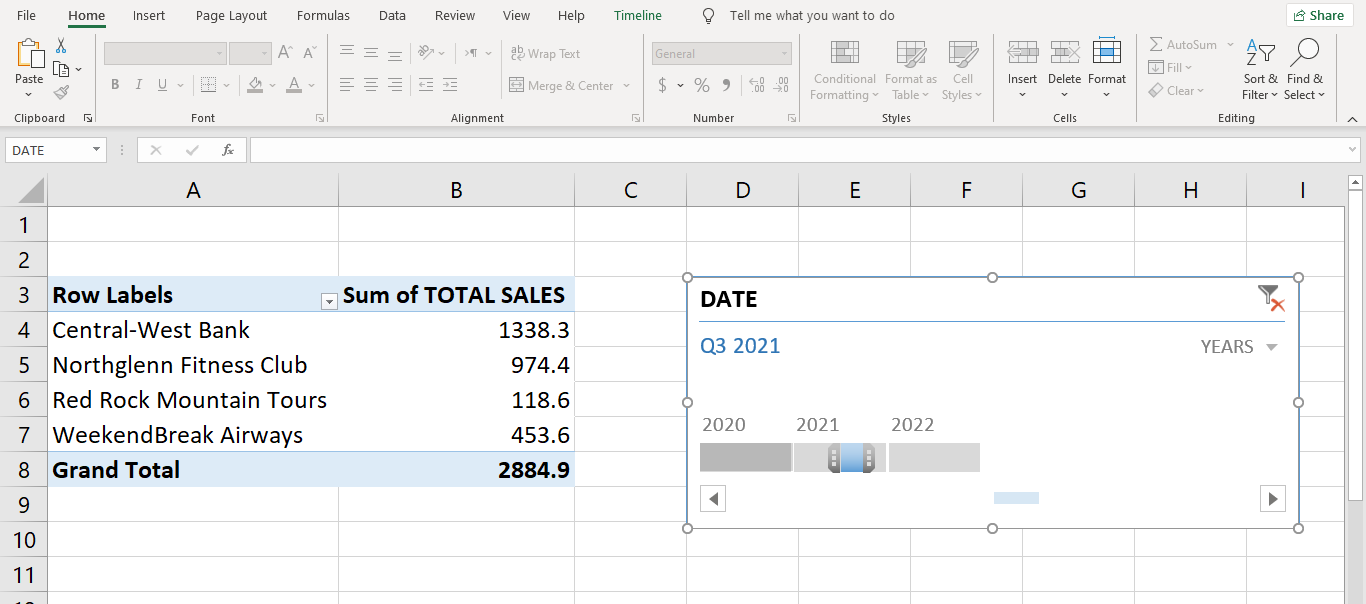 File Home Insert Page Layout Formulas Data Review View Help Timeline Tell me what you want to do Share
Paste
B I U A
Wrap Text
Merge & Center
General
$ % 9
Conditional Formatting
Format as Table
Cell Styles
Insert Delete Format
AutoSum
Fill
Clear
Sort & Filter
Find & Select
Clipboard Font Alignment Number Styles Cells Editing
DATE fx
A B C D E F G H I
1
2
3 Row Labels Sum of TOTAL SALES
4 Central-West Bank 1338.3
5 Northglenn Fitness Club 974.4
6 Red Rock Mountain Tours 118.6
7 WeekendBreak Airways 453.6
8 Grand Total 2884.9
9
10
11
DATE
Q3 2021 YEARS
2020 2021 2022